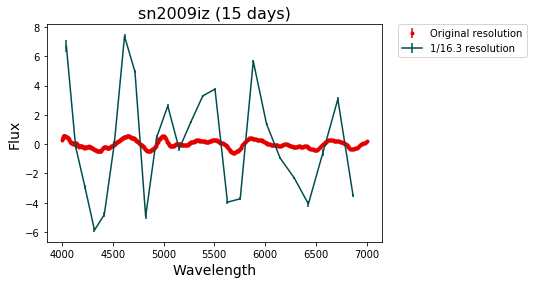 sn2009iz (15 days)
Original resolution
1/16.3 resolution
Flux
8
6
4
2
0
−2
−4
−6
4000 4500 5000 5500 6000 6500 7000
Wavelength